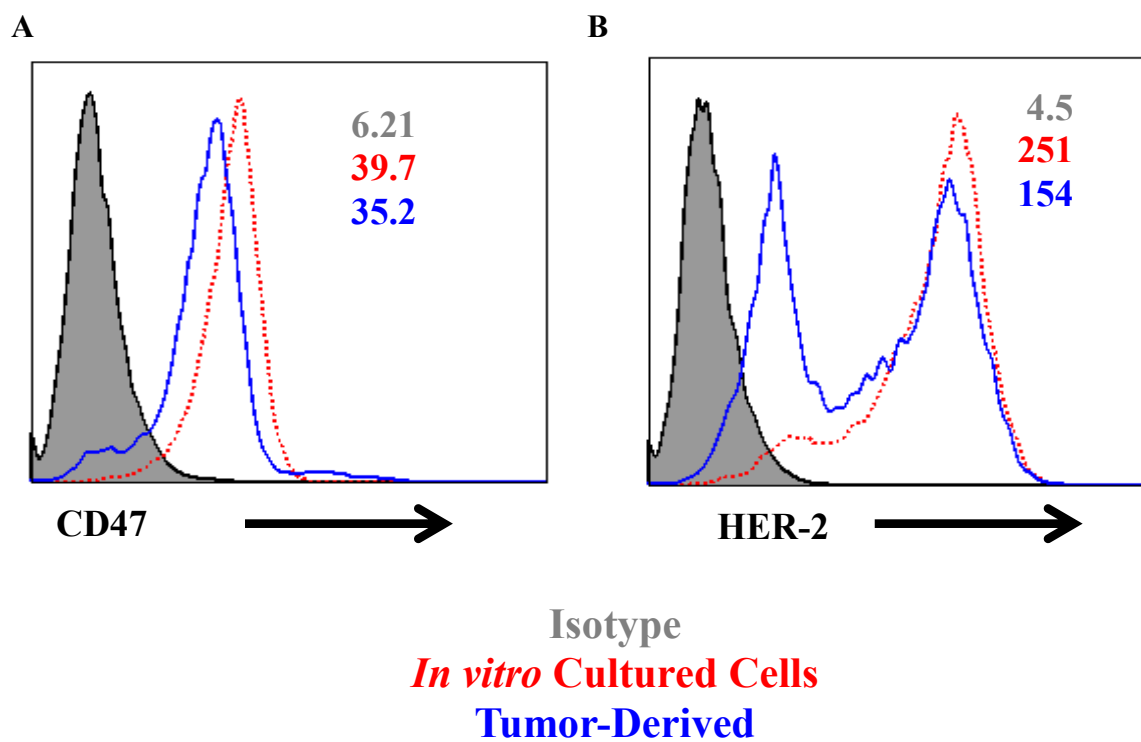 A
B
6.21
39.7
35.2
4.5
251
154
CD47
HER-2
Isotype
In vitro Cultured Cells
Tumor-Derived